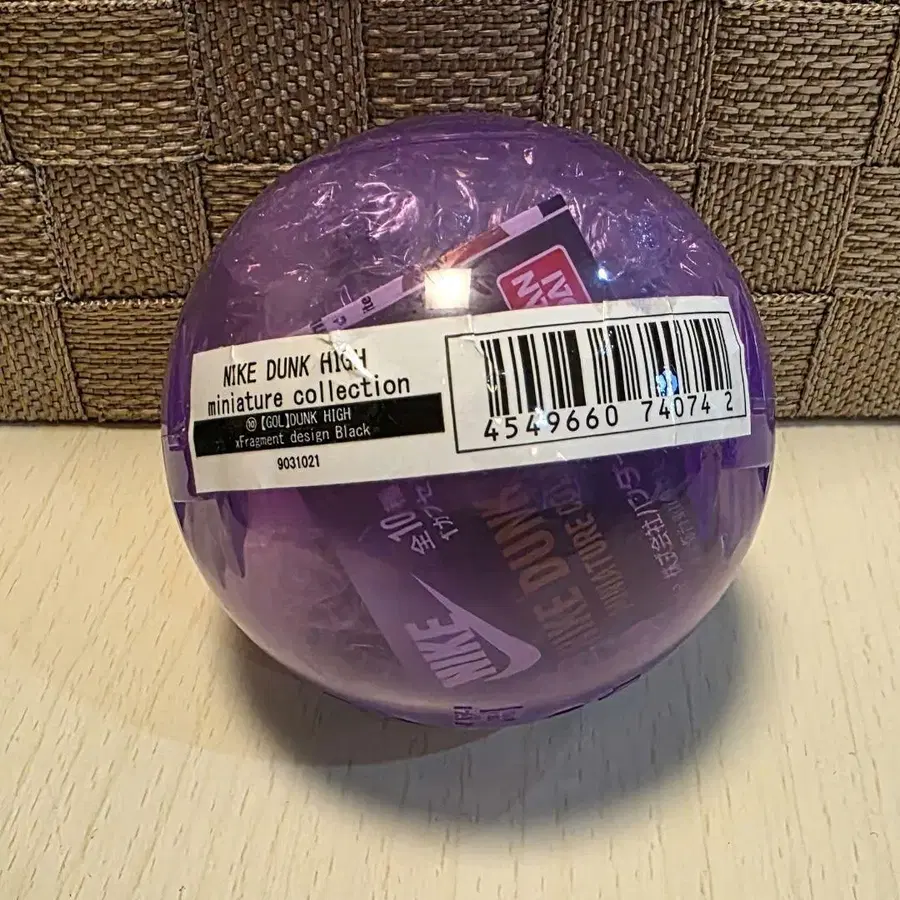 NIKE DUNK HIGH
miniature collection
⑩【GOL】DUNK HIGH
xFragment design Black
9031021
4549660 74074 2
全10種
NIKE DUNK
MINIATURE
NIKE